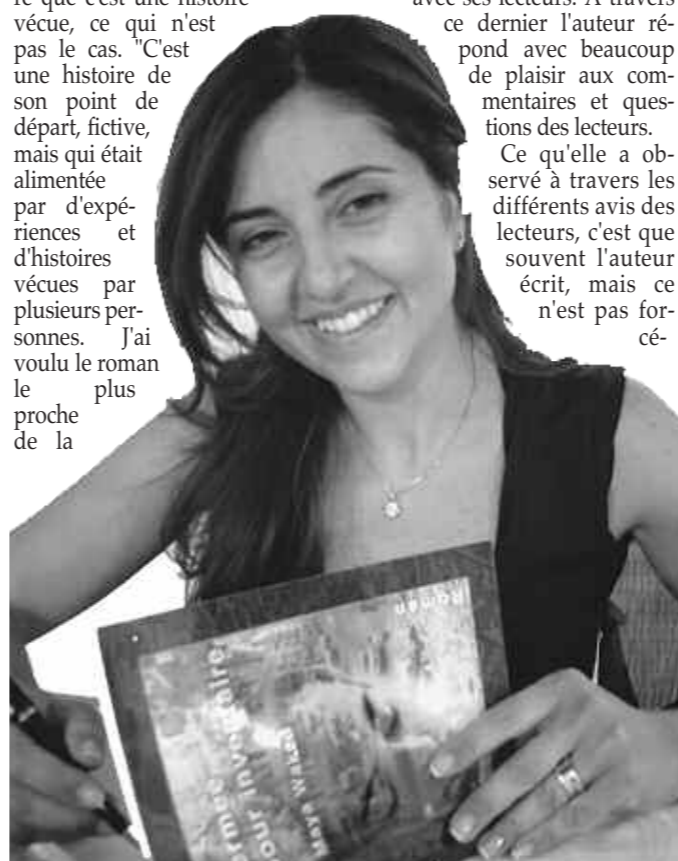 re que c'est une histoire
vécue, ce qui n'est
pas le cas. "C'est
une histoire de
son point de
départ, fictive,
mais qui était
alimentée
par d'expé-
riences et
d'histoires
vécues par
plusieurs per-
sonnes. J'ai
voulu le roman
le plus
proche
de la
avec ses lecteurs. A travers
ce dernier l'auteur ré-
pond avec beaucoup
de plaisir aux com-
mentaires et ques-
tions des lecteurs.
Ce qu'elle a ob-
servé à travers les
différents avis des
lecteurs, c'est que
souvent l'auteur
écrit, mais ce
n'est pas for-
cé-
Roman
Maya